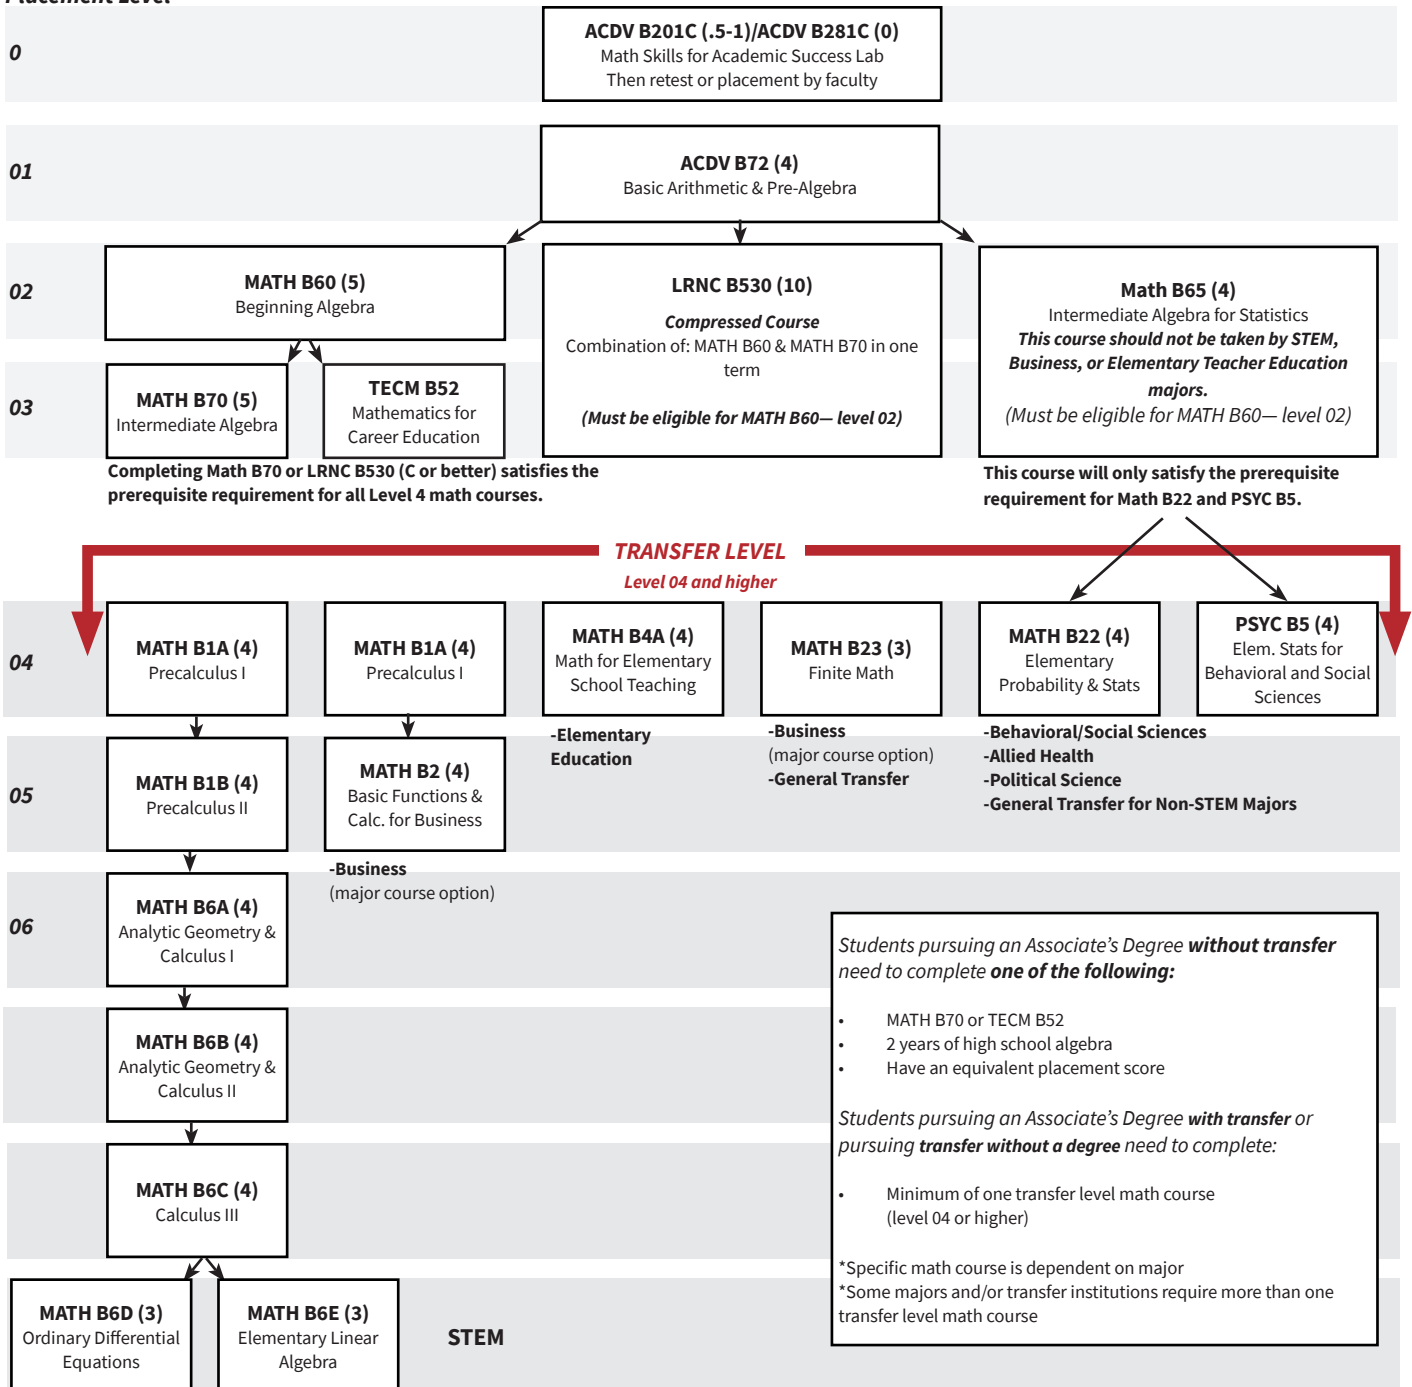 Placement Level
0
ACDV B201C (.5-1)/ACDV B281C (0)
Math Skills for Academic Success Lab
Then retest or placement by faculty
01
ACDV B72 (4)
Basic Arithmetic & Pre-Algebra
02
MATH B60 (5)
Beginning Algebra
LRNC B530 (10)
Compressed Course
Combination of: MATH B60 & MATH B70 in one
term
(Must be eligible for MATH B60— level 02)
Math B65 (4)
Intermediate Algebra for Statistics
This course should not be taken by STEM,
Business, or Elementary Teacher Education
majors.
(Must be eligible for MATH B60— level 02)
03
MATH B70 (5)
Intermediate Algebra
TECM B52
Mathematics for
Career Education
Completing Math B70 or LRNC B530 (C or better) satisfies the
prerequisite requirement for all Level 4 math courses.
This course will only satisfy the prerequisite
requirement for Math B22 and PSYC B5.
TRANSFER LEVEL
Level 04 and higher
04
MATH B1A (4)
Precalculus I
MATH B1A (4)
Precalculus I
MATH B4A (4)
Math for Elementary
School Teaching
MATH B23 (3)
Finite Math
MATH B22 (4)
Elementary
Probability & Stats
PSYC B5 (4)
Elem. Stats for
Behavioral and Social
Sciences
-Elementary
Education
-Business
(major course option)
-General Transfer
-Behavioral/Social Sciences
-Allied Health
-Political Science
-General Transfer for Non-STEM Majors
05
MATH B1B (4)
Precalculus II
MATH B2 (4)
Basic Functions &
Calc. for Business
-Business
(major course option)
06
MATH B6A (4)
Analytic Geometry &
Calculus I
MATH B6B (4)
Analytic Geometry &
Calculus II
MATH B6C (4)
Calculus III
MATH B6D (3)
Ordinary Differential
Equations
MATH B6E (3)
Elementary Linear
Algebra
STEM
Students pursuing an Associate's Degree without transfer
need to complete one of the following:
• MATH B70 or TECM B52
• 2 years of high school algebra
• Have an equivalent placement score
Students pursuing an Associate's Degree with transfer or
pursuing transfer without a degree need to complete:
• Minimum of one transfer level math course
(level 04 or higher)
*Specific math course is dependent on major
*Some majors and/or transfer institutions require more than one
transfer level math course